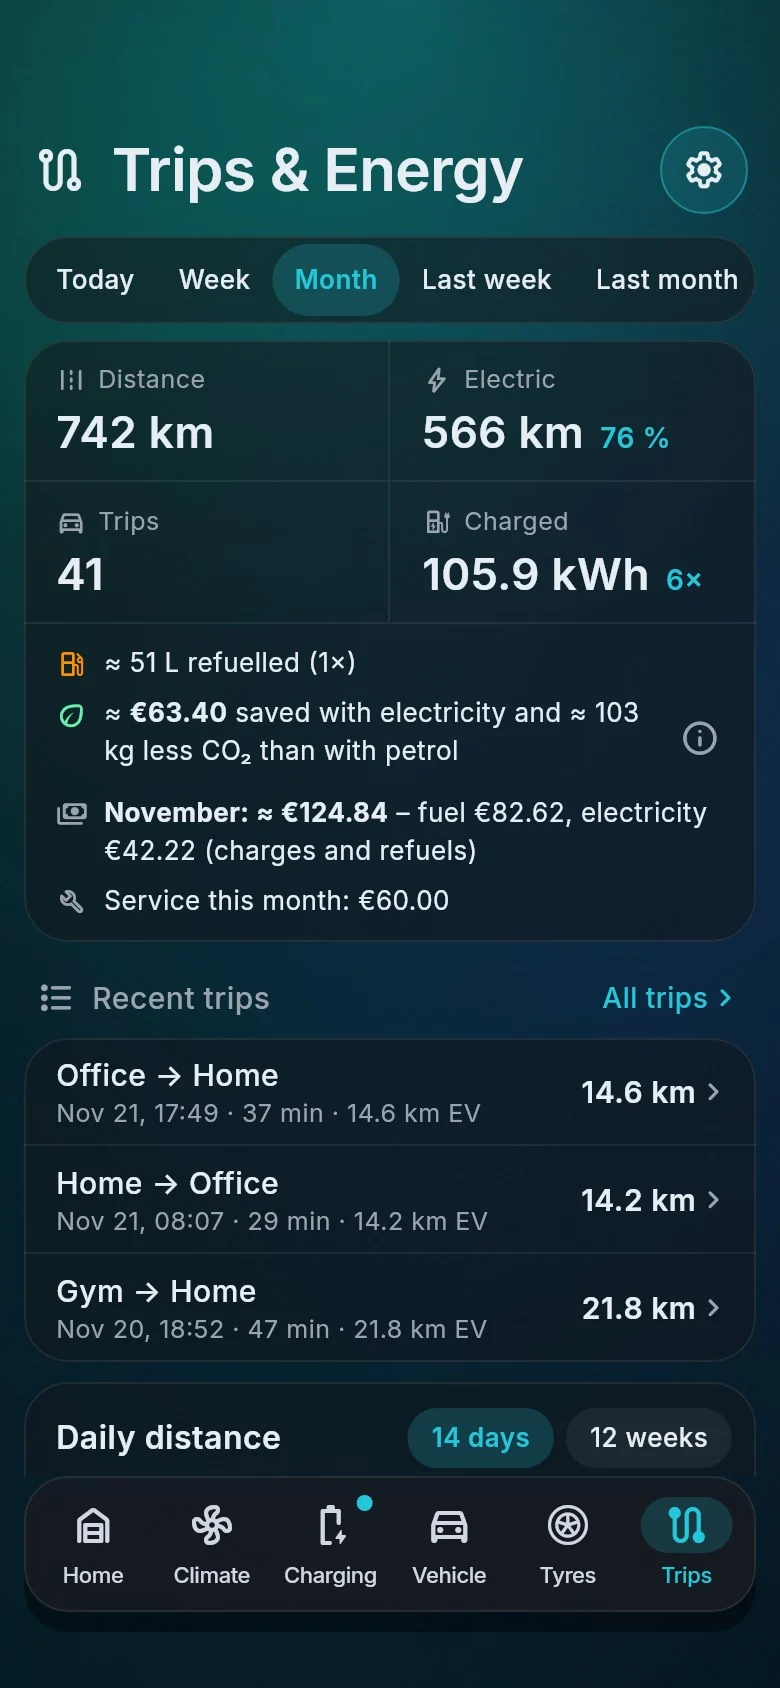 Trips & Energy
Today Week Month Last week Last month
Distance
742 km
Electric
566 km 76 %
Trips
41
Charged
105.9 kWh 6×
≈ 51 L refuelled (1×)
≈ €63.40 saved with electricity and ≈ 103
kg less CO₂ than with petrol
November: ≈ €124.84 – fuel €82.62, electricity
€42.22 (charges and refuels)
Service this month: €60.00
Recent trips
All trips
Office → Home
Nov 21, 17:49 · 37 min · 14.6 km EV
14.6 km
Home → Office
Nov 21, 08:07 · 29 min · 14.2 km EV
14.2 km
Gym → Home
Nov 20, 18:52 · 47 min · 21.8 km EV
21.8 km
Daily distance
14 days
12 weeks
Home Climate Charging Vehicle Tyres Trips